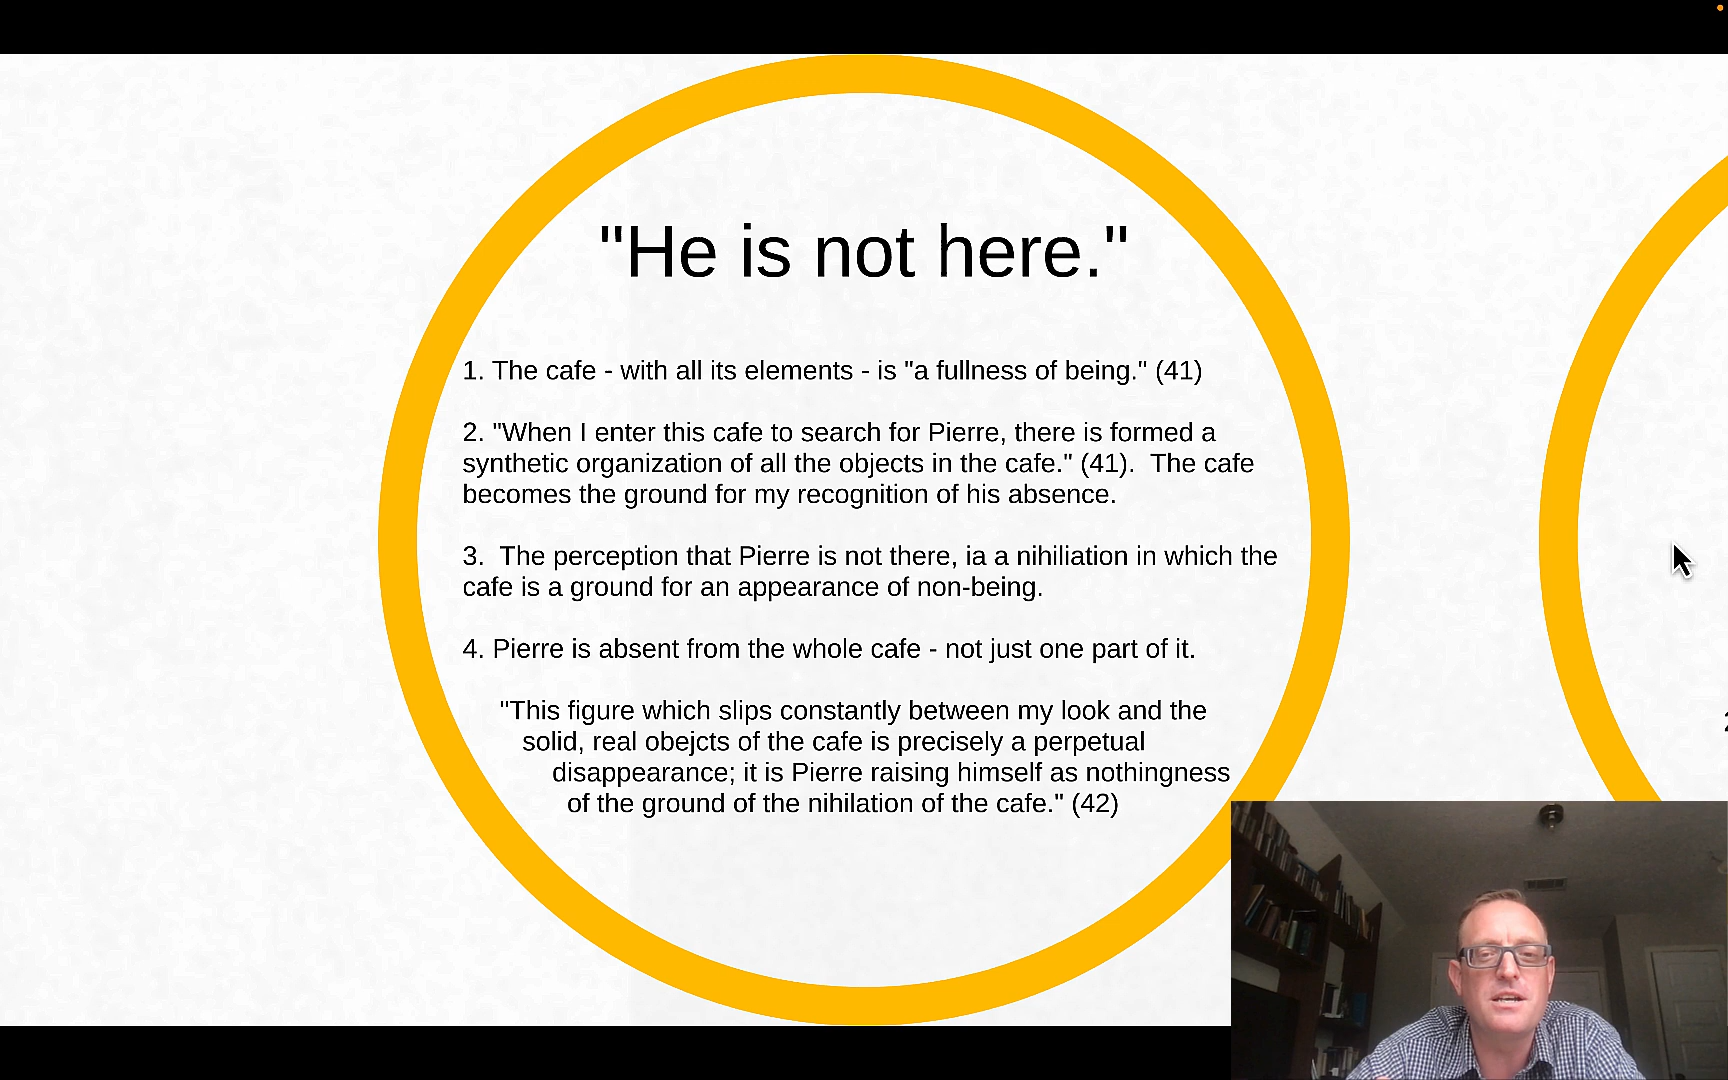 "He is not here."
1. The cafe - with all its elements - is "a fullness of being." (41)
2. "When I enter this cafe to search for Pierre, there is formed a
synthetic organization of all the objects in the cafe." (41).  The cafe
becomes the ground for my recognition of his absence.
3.  The perception that Pierre is not there, ia a nihiliation in which the
cafe is a ground for an appearance of non-being.
4. Pierre is absent from the whole cafe - not just one part of it.
"This figure which slips constantly between my look and the
solid, real obejcts of the cafe is precisely a perpetual
disappearance; it is Pierre raising himself as nothingness
of the ground of the nihilation of the cafe." (42)